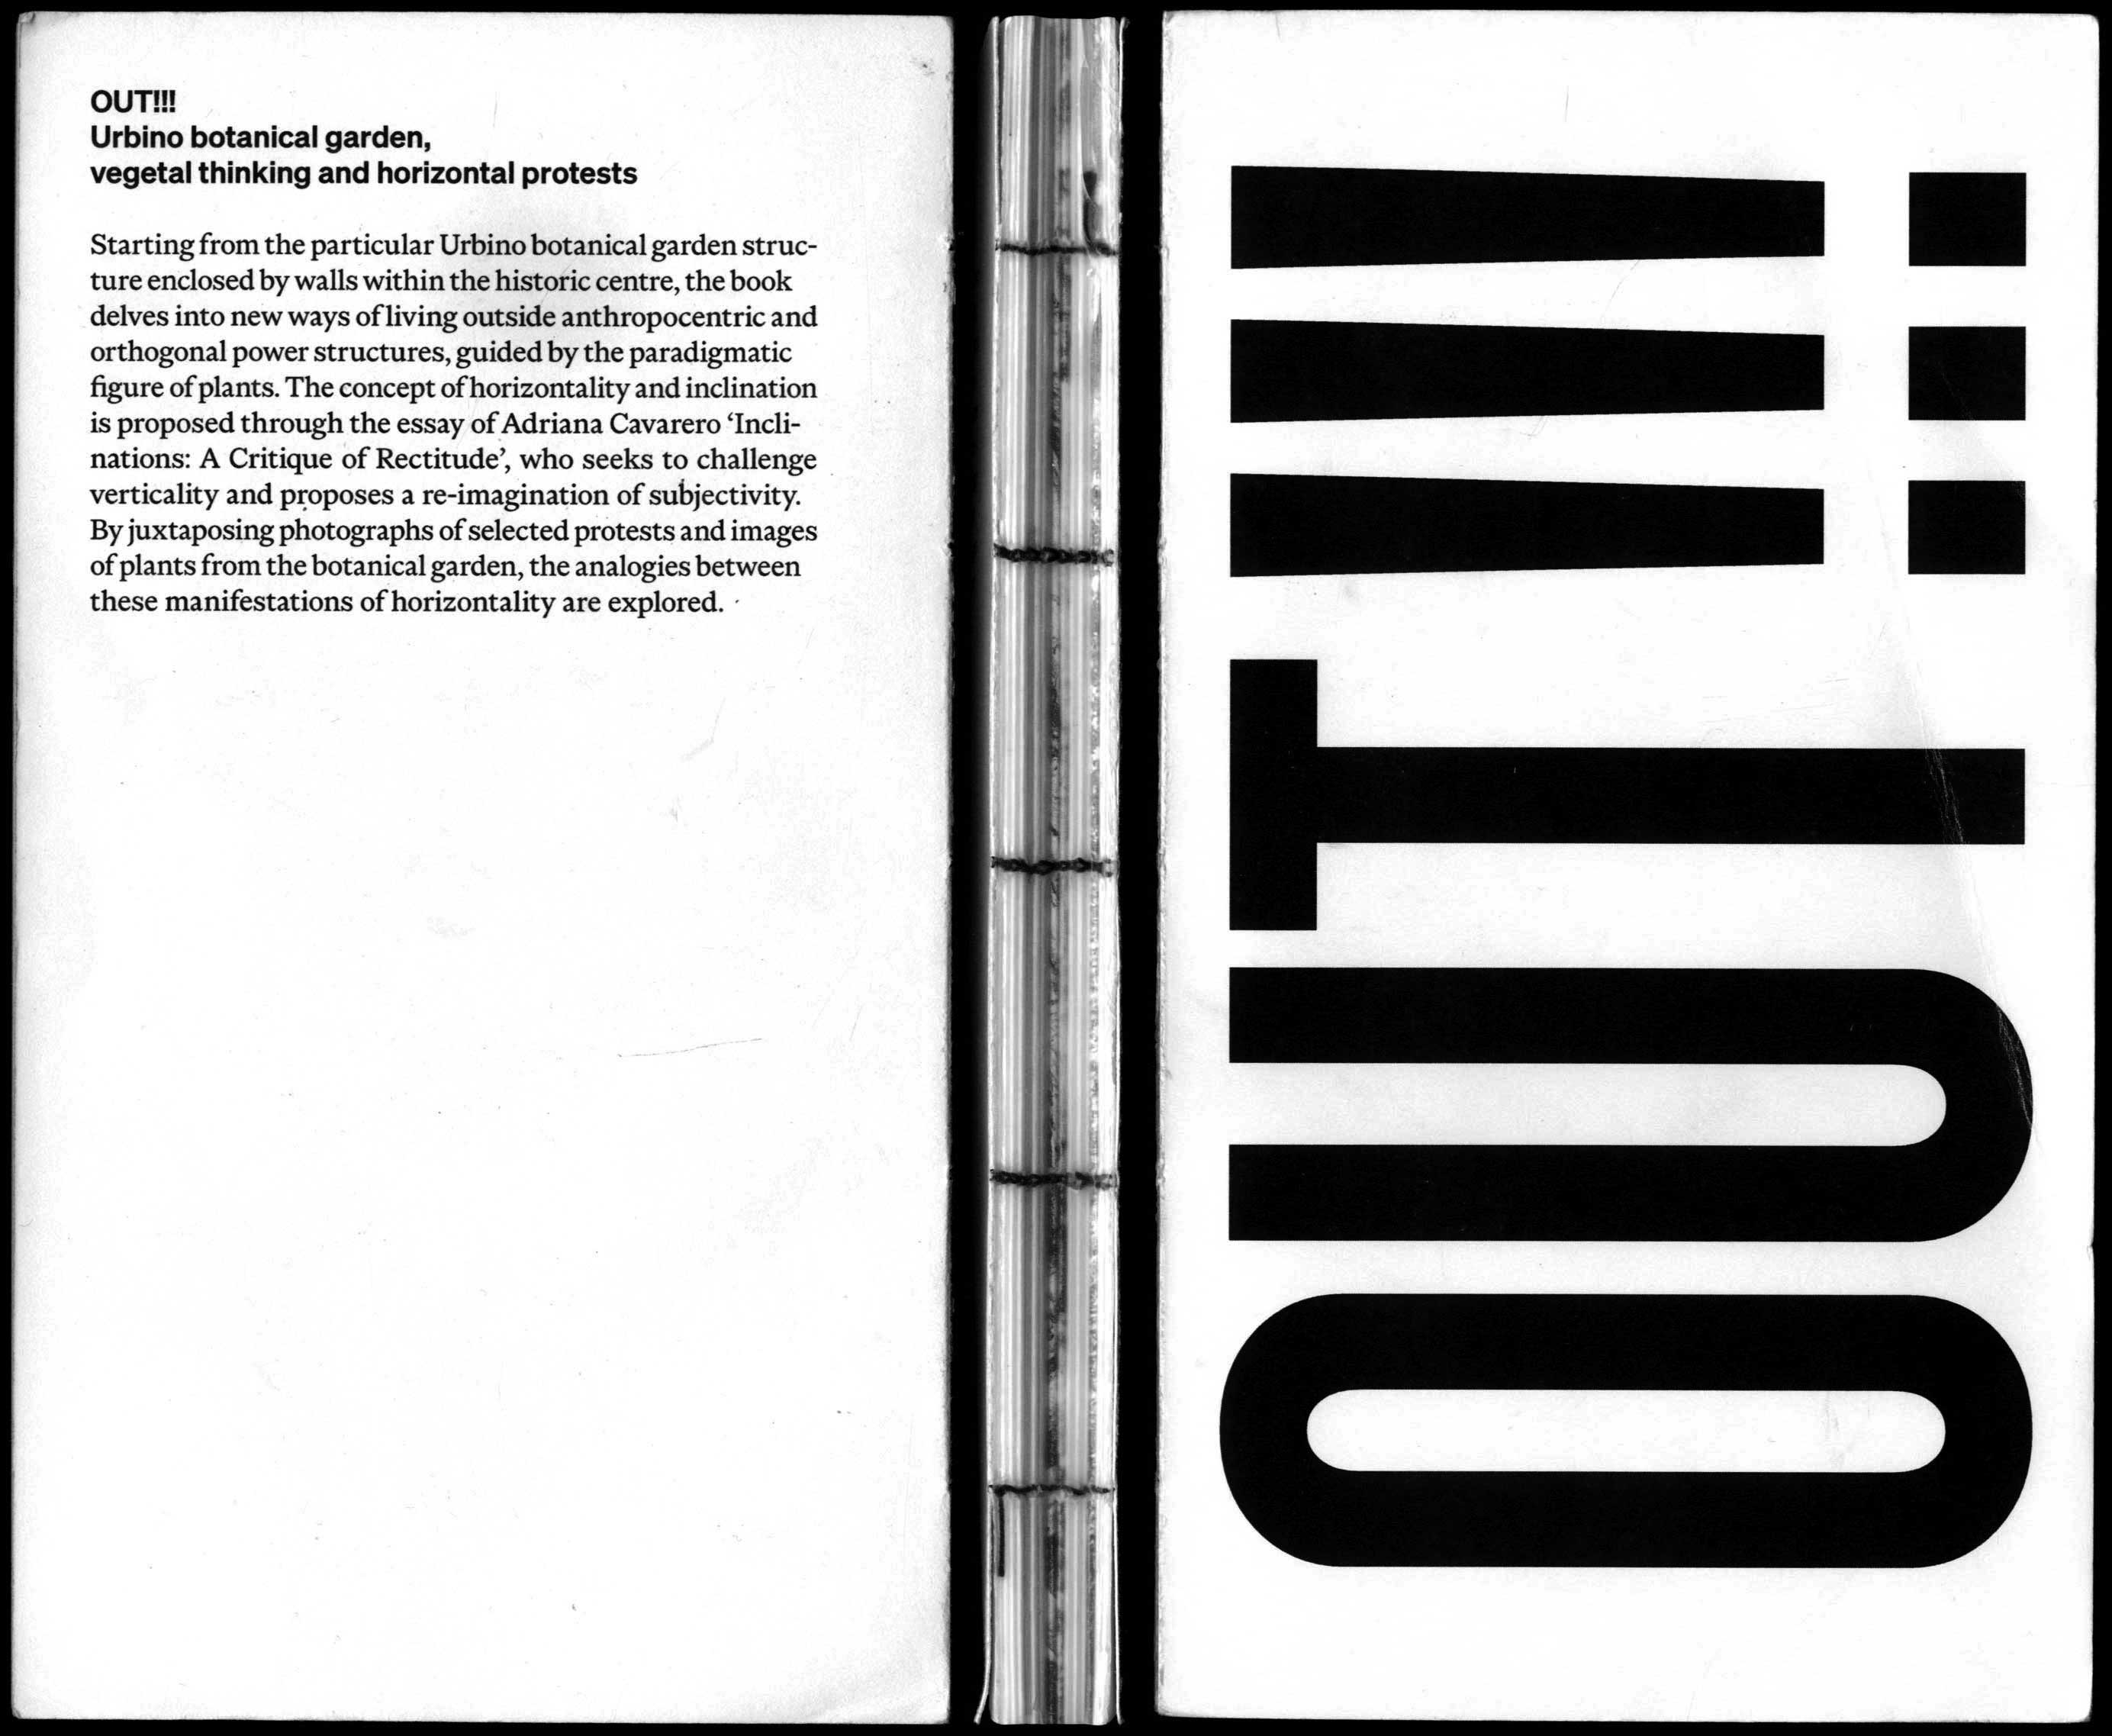 OUT!!!
Urbino botanical garden,
vegetal thinking and horizontal protests
Starting from the particular Urbino botanical garden struc-
ture enclosed by walls within the historic centre, the book
delves into new ways of living outside anthropocentric and
orthogonal power structures, guided by the paradigmatic
figure of plants. The concept of horizontality and inclination
is proposed through the essay of Adriana Cavarero ‘Incli-
nations: A Critique of Rectitude’, who seeks to challenge
verticality and proposes a re-imagination of subjectivity.
By juxtaposing photographs of selected protests and images
of plants from the botanical garden, the analogies between
these manifestations of horizontality are explored.
OUT!!!